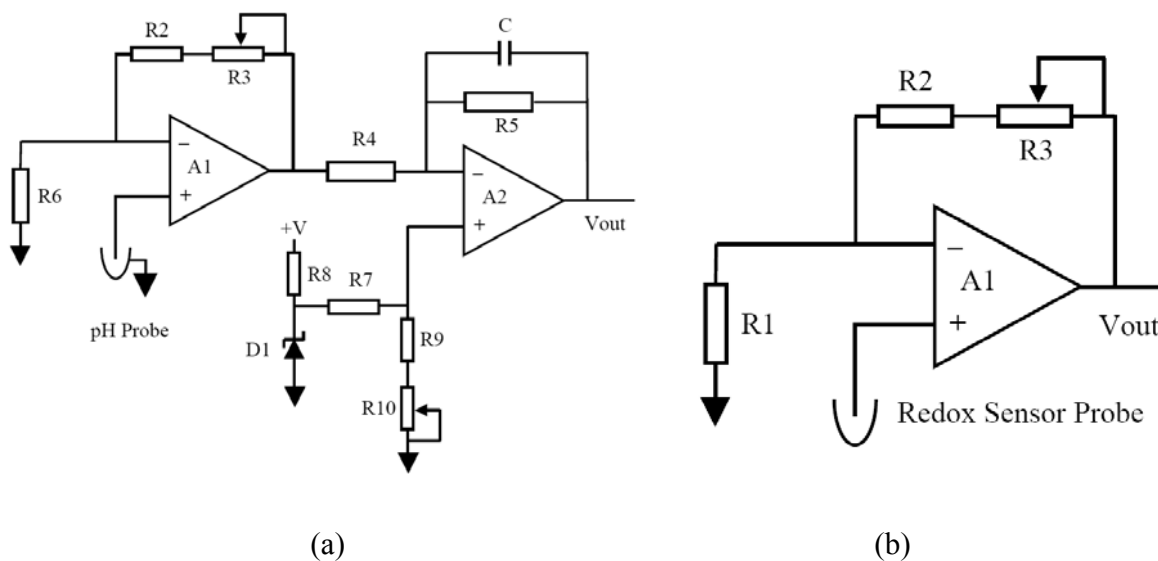 R2
R3
C
R5
R4
A1
−
+
R6
A2
−
+
Vout
+V
R8
R7
pH Probe
D1
R9
R10
(a)
R2
R3
−
A1
+
R1
Vout
Redox Sensor Probe
(b)